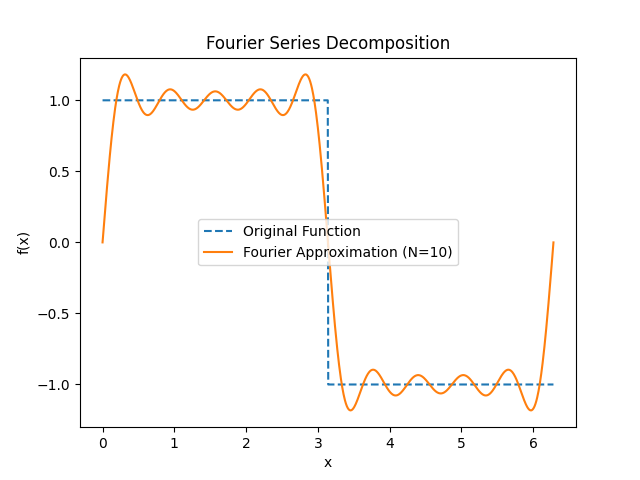 Fourier Series Decomposition
f(x)
1.0
0.5
0.0
−0.5
−1.0
Original Function
Fourier Approximation (N=10)
0 1 2 3 4 5 6
x